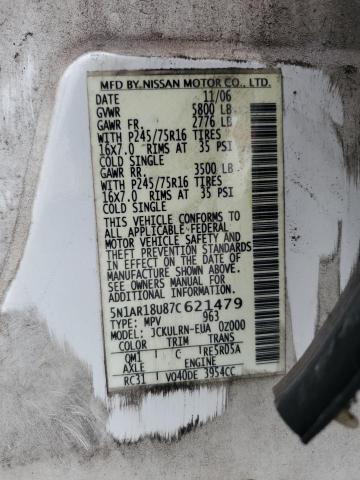 MFD BY NISSAN MOTOR CO., LTD.
DATE 11/06
GVWR 5800 LB
GAWR FR. 2776 LB
WITH P245/75R16 TIRES
16X7.0 RIMS AT 35 PSI
COLD SINGLE
GAWR RR. 3500 LB
WITH P245/75R16 TIRES
16X7.0 RIMS AT 35 PSI
COLD SINGLE
THIS VEHICLE CONFORMS TO
ALL APPLICABLE FEDERAL
MOTOR VEHICLE SAFETY AND
THEFT PREVENTION
STANDARDS IN EFFECT ON
THE DATE OF MANUFACTURE
SHOWN ABOVE.
SEE OWNERS MANUAL FOR
ADDITIONAL INFORMATION
5N1AR18U87C621479
TYPE: MPV 963
MODEL: JCKULRN-EUA 0Z000
COLOR TRIM TRANS
QM1 C RE5R05A
AXLE ENGINE
RC31 VQ40DE 3954CC